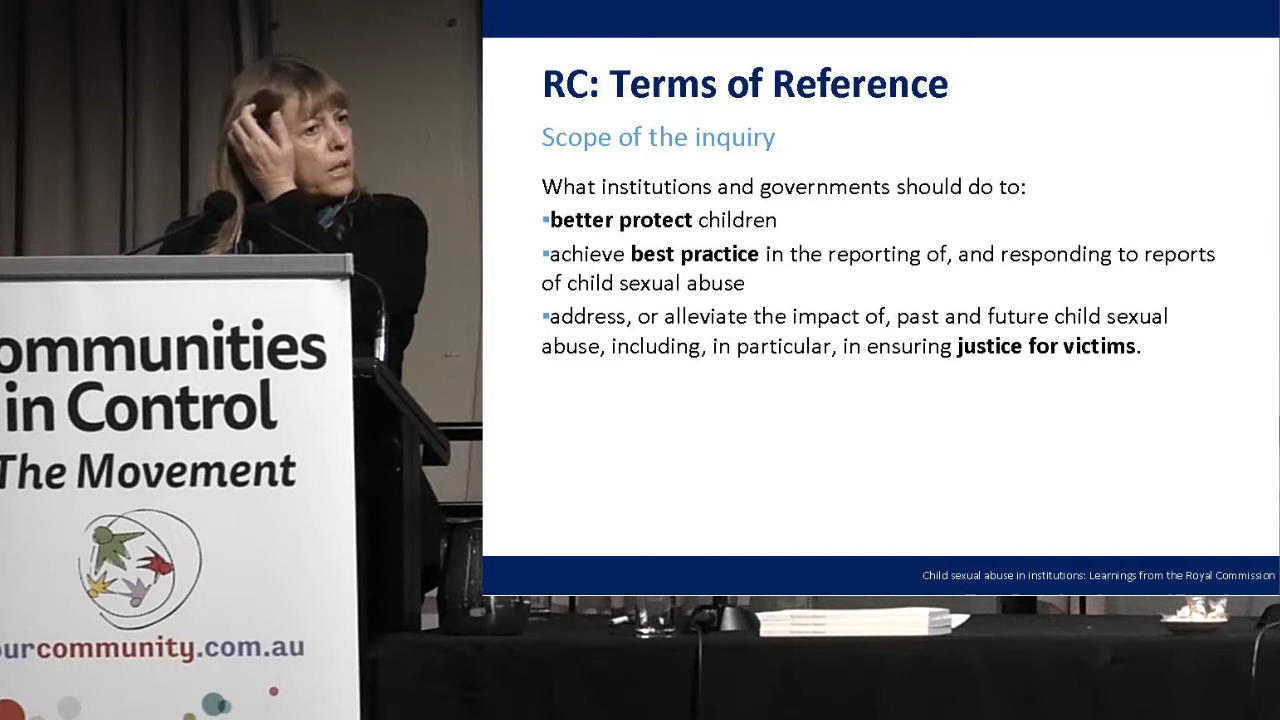 RC: Terms of Reference
Scope of the inquiry
What institutions and governments should do to:
▪better protect children
▪achieve best practice in the reporting of, and responding to reports
of child sexual abuse
▪address, or alleviate the impact of, past and future child sexual
abuse, including, in particular, in ensuring justice for victims.
Child sexual abuse in institutions: Learnings from the Royal Commission
ommunities
in Control
The Movement
ourcommunity.com.au